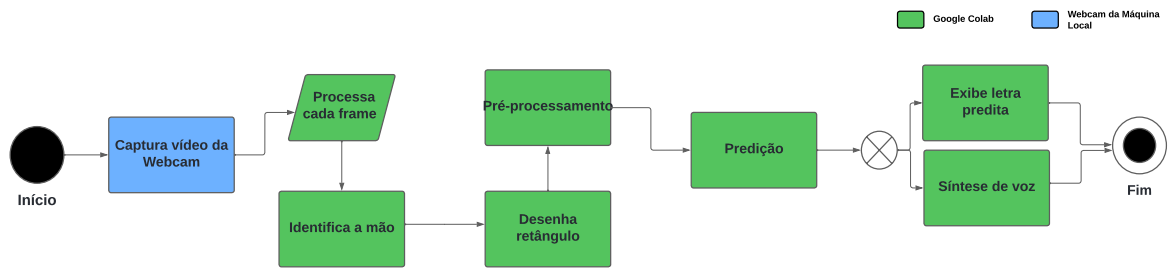 Google Colab
Webcam da Máquina
Local
Início
Captura vídeo da
Webcam
Processa
cada frame
Identifica a mão
Desenha
retângulo
Pré-processamento
Predição
Exibe letra
predita
Síntese de voz
Fim